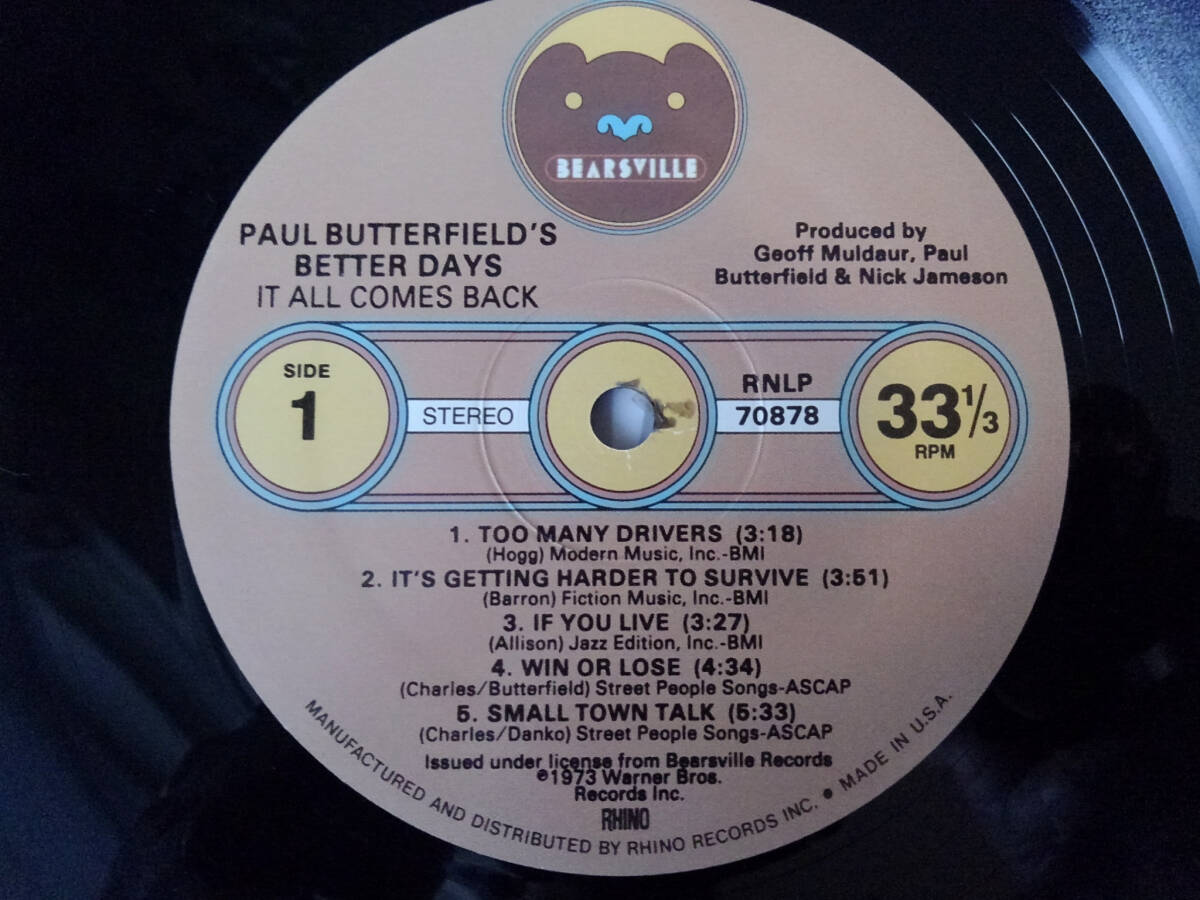 BEARSVILLE
PAUL BUTTERFIELD'S
BETTER DAYS
IT ALL COMES BACK
Produced by
Geoff Muldaur, Paul
Butterfield & Nick Jameson
SIDE
1
STEREO
RNLP
70878
33 1/3
RPM
1. TOO MANY DRIVERS (3:18)
(Hogg) Modern Music, Inc.-BMI
2. IT'S GETTING HARDER TO SURVIVE (3:51)
(Barron) Fiction Music, Inc.-BMI
3. IF YOU LIVE (3:27)
(Allison) Jazz Edition, Inc.-BMI
4. WIN OR LOSE (4:34)
(Charles/Butterfield) Street People Songs-ASCAP
5. SMALL TOWN TALK (5:33)
(Charles/Danko) Street People Songs-ASCAP
Issued under license from Bearsville Records
℗1973 Warner Bros.
Records Inc.
RHINO
MANUFACTURED AND DISTRIBUTED BY RHINO RECORDS INC. • MADE IN U.S.A.